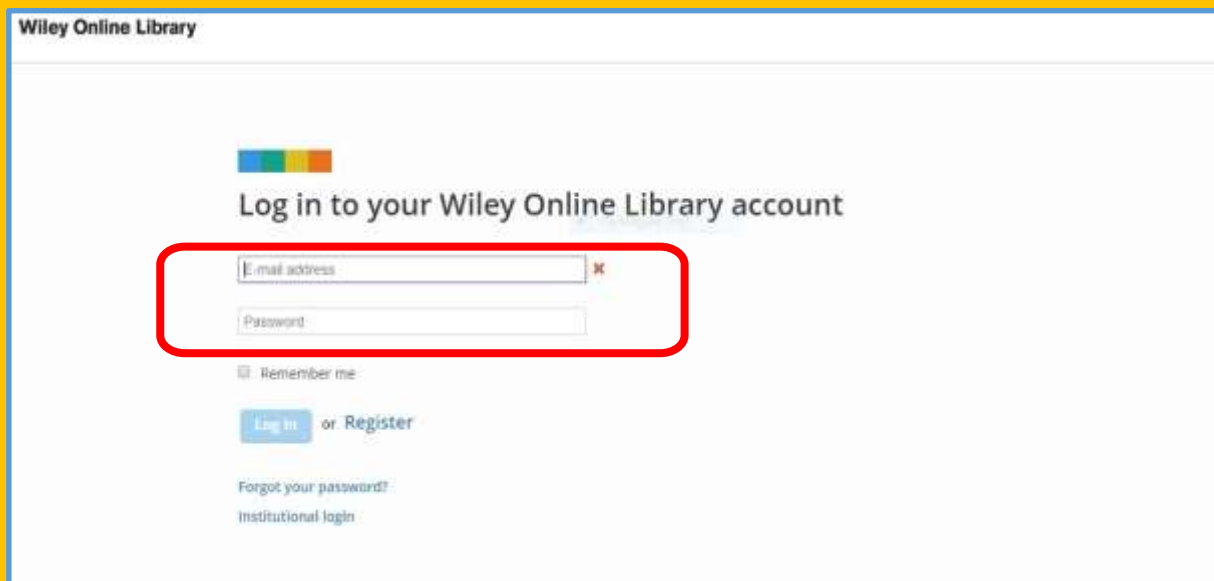 Wiley Online Library
Log in to your Wiley Online Library account
E-mail address
Password
Remember me
Log in or Register
Forgot your password?
Institutional login